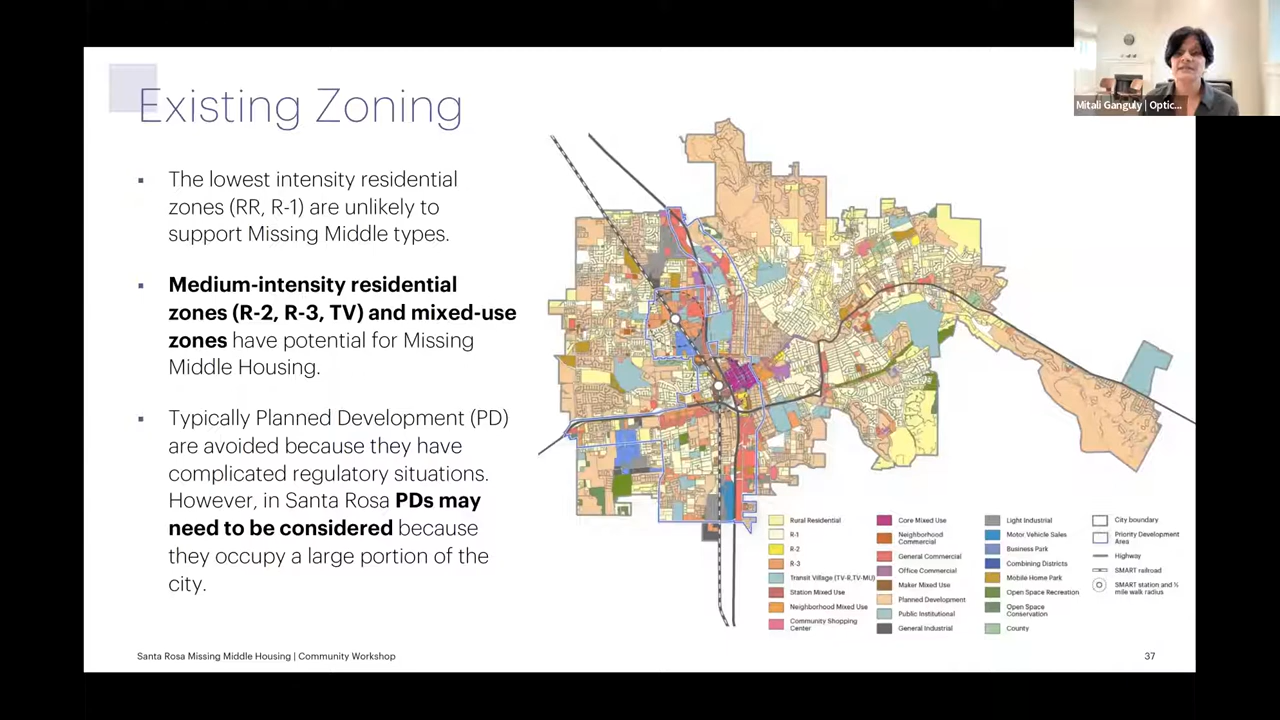 Existing Zoning
▪ The lowest intensity residential
zones (RR, R-1) are unlikely to
support Missing Middle types.
▪ Medium-intensity residential
zones (R-2, R-3, TV) and mixed-use
zones have potential for Missing
Middle Housing.
▪ Typically Planned Development (PD)
are avoided because they have
complicated regulatory situations.
However, in Santa Rosa PDs may
need to be considered because
they occupy a large portion of the
city.
Mitali Ganguly | Optic...
Rural Residential
R-1
R-2
R-3
Transit Village (TV-R,TV-MU)
Station Mixed Use
Neighborhood Mixed Use
Community Shopping
Center
Core Mixed Use
Neighborhood
Commercial
General Commercial
Office Commercial
Maker Mixed Use
Planned Development
Public Institutional
General Industrial
Light Industrial
Motor Vehicle Sales
Business Park
Combining Districts
Mobile Home Park
Open Space Recreation
Open Space
Conservation
County
City boundary
Priority Development
Area
Highway
SMART railroad
SMART station and ½
mile walk radius
Santa Rosa Missing Middle Housing | Community Workshop
37